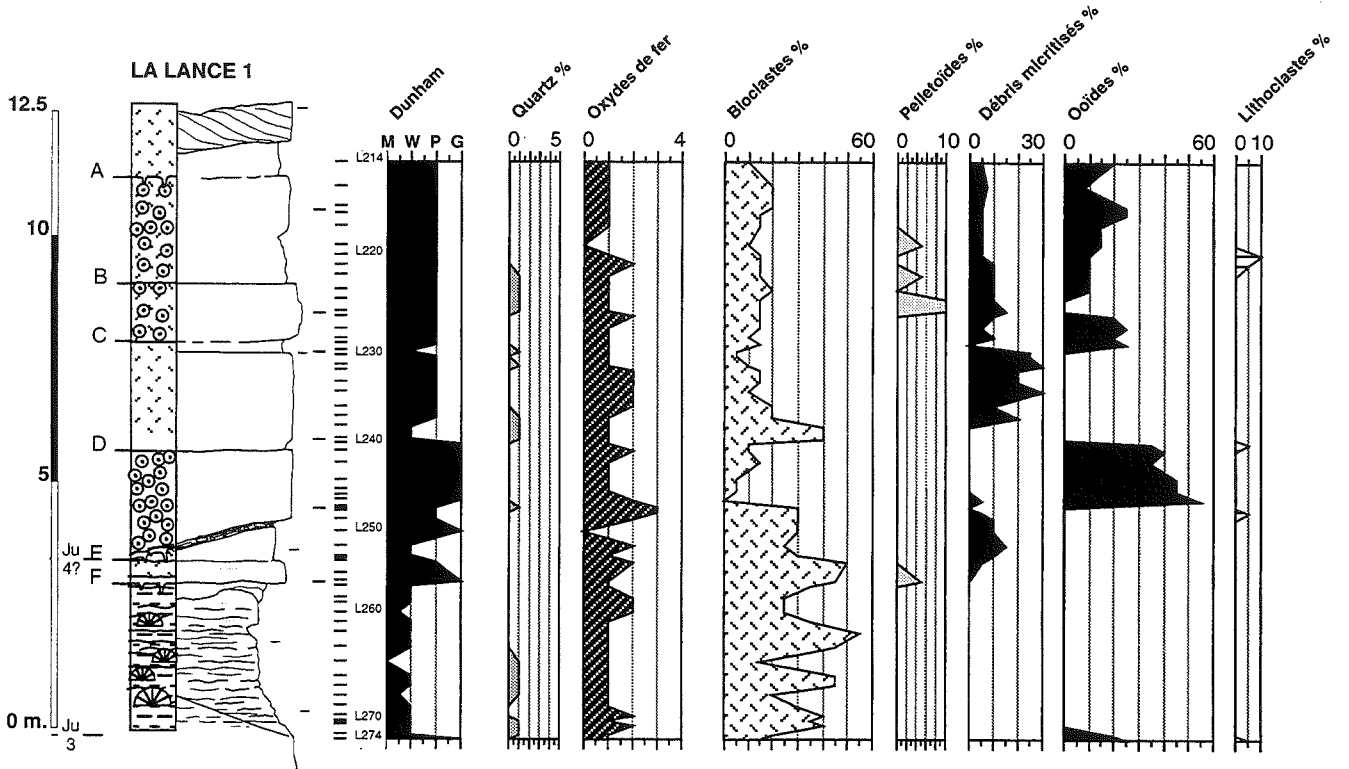 LA LANCE 1
Dunham
Quartz %
Oxydes de fer
Bioclastes %
Pelletoïdes %
Débris micritisés %
Ooïdes %
Lithoclastes %
M W P G
0 5
0 4
0 60
0 10
0 30
0 60
0 10
12.5
10
5
0 m.
A
B
C
D
E
F
Ju
4?
Ju
3
L214
L220
L230
L240
L250
L260
L270
L274